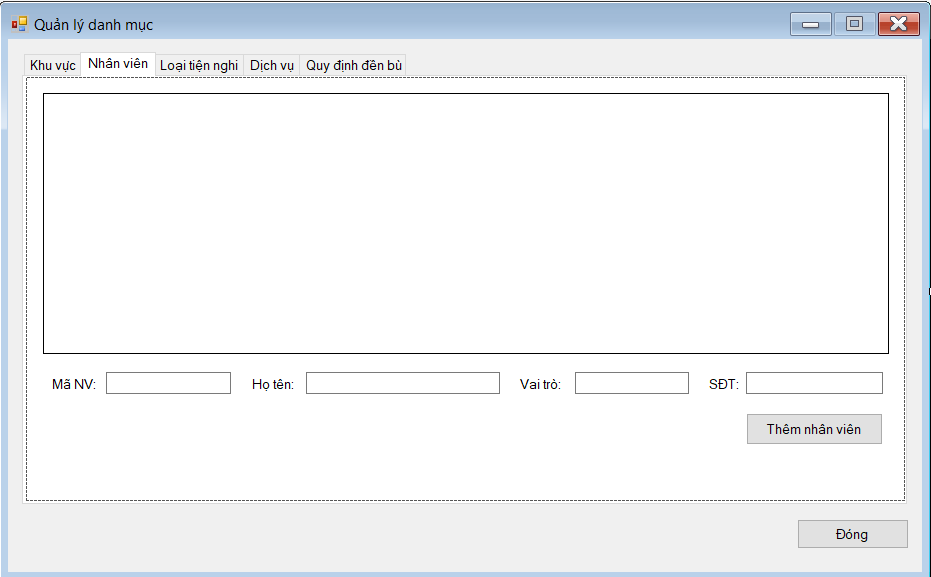 Quản lý danh mục
Khu vực Nhân viên Loại tiện nghi Dịch vụ Quy định đền bù
Mã NV: Họ tên: Vai trò: SĐT:
Thêm nhân viên
Đóng